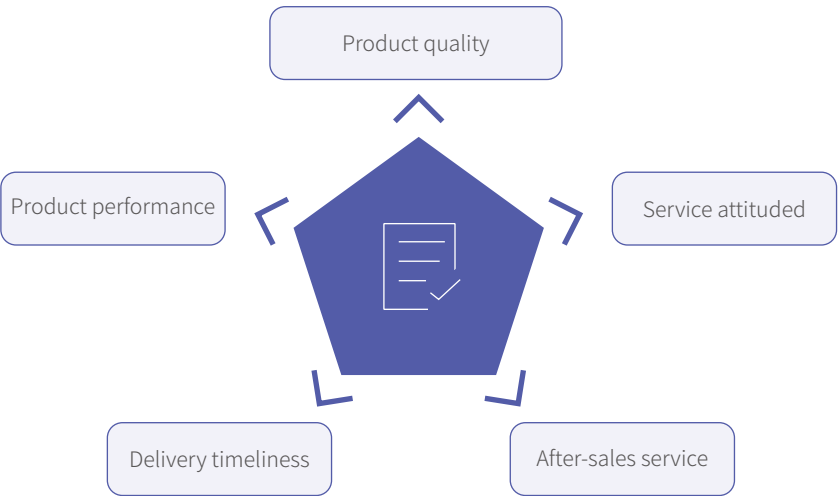 Product quality
Product performance
Service attituded
Delivery timeliness
After-sales service